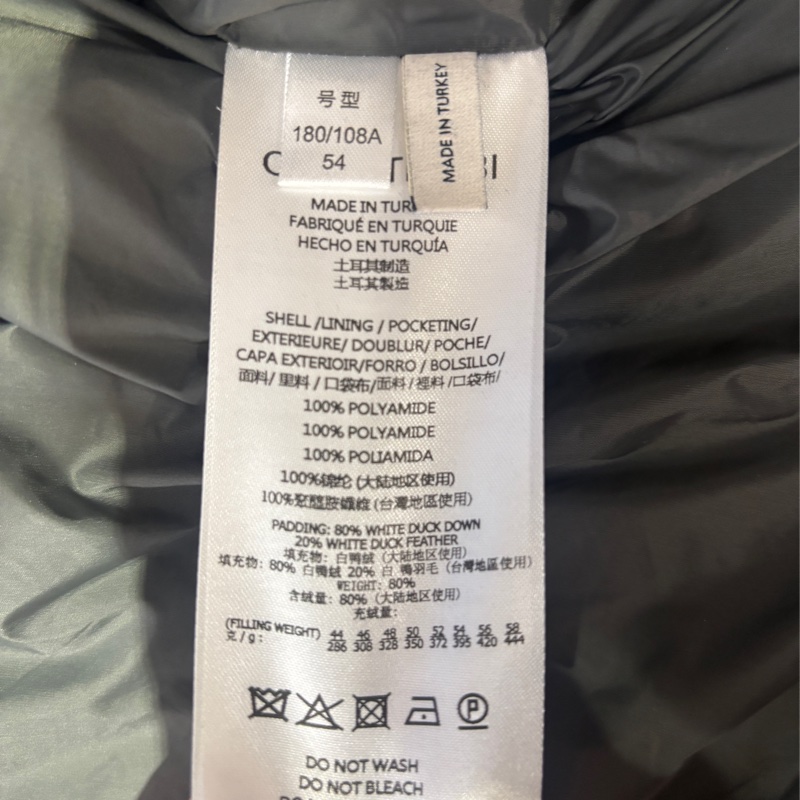 号型
180/108A
54
MADE IN TURKEY
MADE IN
FABRIQUÉ EN TURQUIE
HECHO EN TURQUÍA
土耳其制造
土耳其製造
SHELL /LINING / POCKETING/
EXTERIEURE/ DOUBLUR/ POCHE/
CAPA EXTERIOIR/FORRO / BOLSILLO/
面料/ 里料 / 口袋布/面料 / 裡料 /口袋布/
100% POLYAMIDE
100% POLYAMIDE
100% POLIAMIDA
100%锦纶 (大陆地区使用)
100%聚醯胺纖維 (台灣地區使用)
PADDING: 80% WHITE DUCK DOWN
20% WHITE DUCK FEATHER
填充物: 白鸭绒 (大陆地区使用)
填充物: 80% 白鴨絨 20% 白 鴨羽毛 (台灣地區使用)
WEIGHT: 80%
含绒量: 80% (大陆地区使用)
充绒量:
(FILLING WEIGHT) 44 46 48 50 52 54 56 58
克 / g : 286 308 328 350 372 395 420 444
P
DO NOT WASH
DO NOT BLEACH